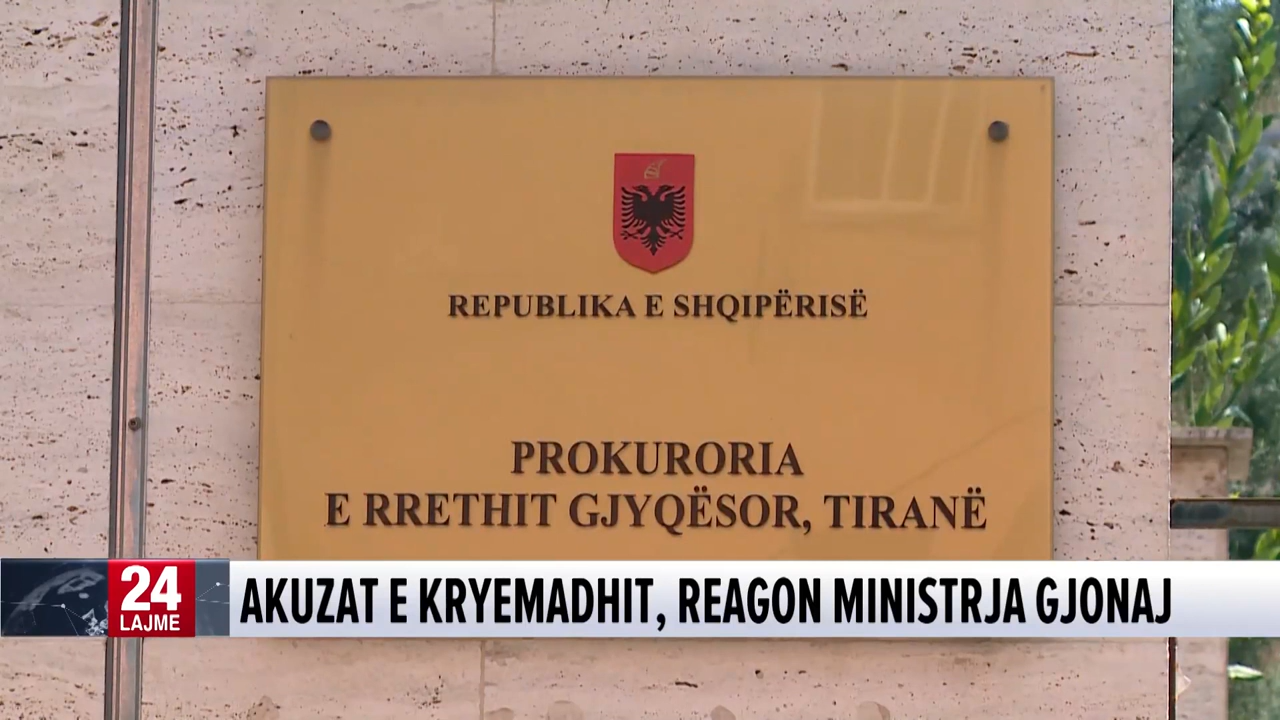 REPUBLIKA E SHQIPËRISË
PROKURORIA
E RRETHIT GJYQËSOR, TIRANË
24
LAJME
AKUZAT E KRYEMADHIT, REAGON MINISTRJA GJONAJ